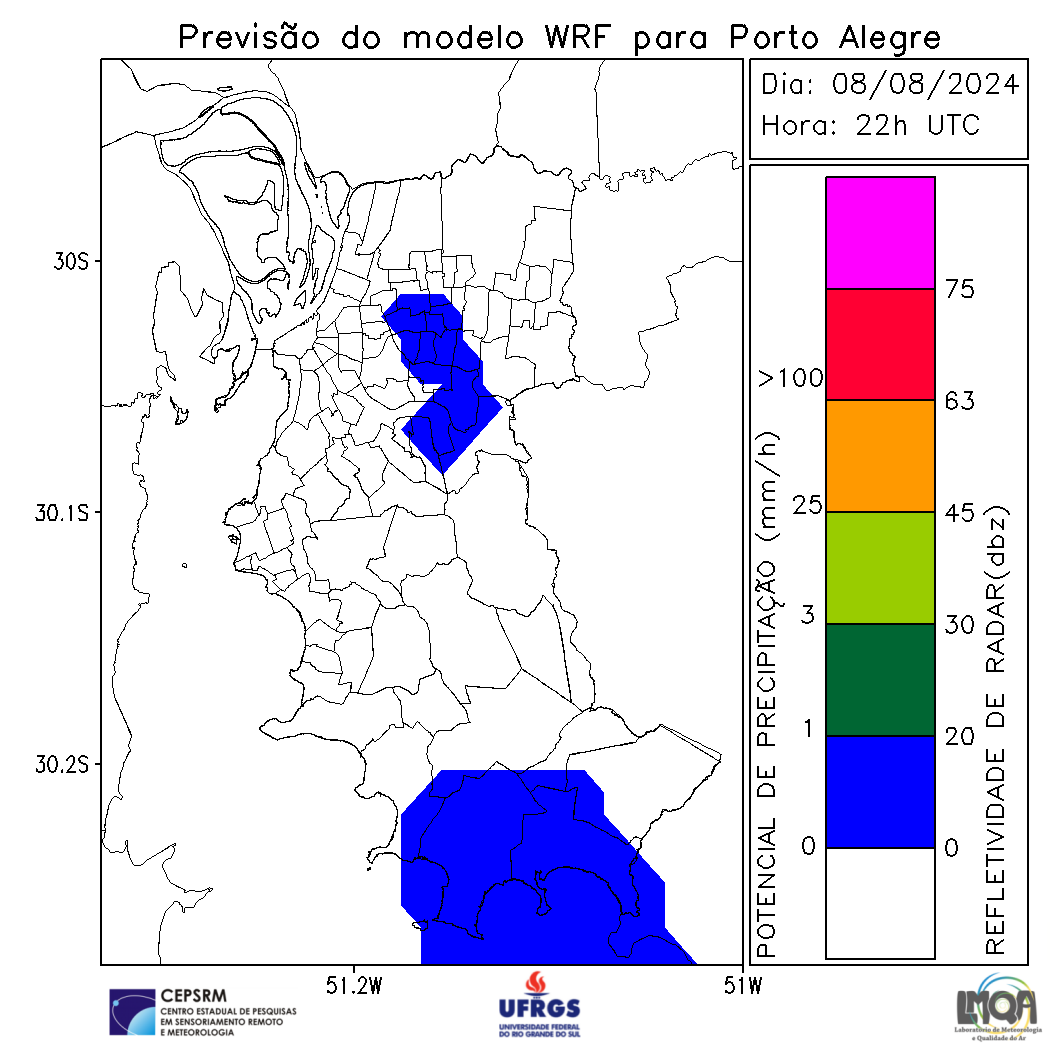 Previsão do modelo WRF para Porto Alegre
Dia: 08/08/2024
Hora: 22h UTC
30S
30.1S
30.2S
51.2W
51W
POTENCIAL DE PRECIPITAÇÃO (mm/h)
>100
25
3
1
0
75
63
45
30
20
0
REFLETIVIDADE DE RADAR(dbz)
CEPSRM
CENTRO ESTADUAL DE PESQUISAS
EM SENSORIAMENTO REMOTO
E METEOROLOGIA
UFRGS
UNIVERSIDADE FEDERAL
DO RIO GRANDE DO SUL
LMQA
Laboratório de Meteorologia
e Qualidade do Ar